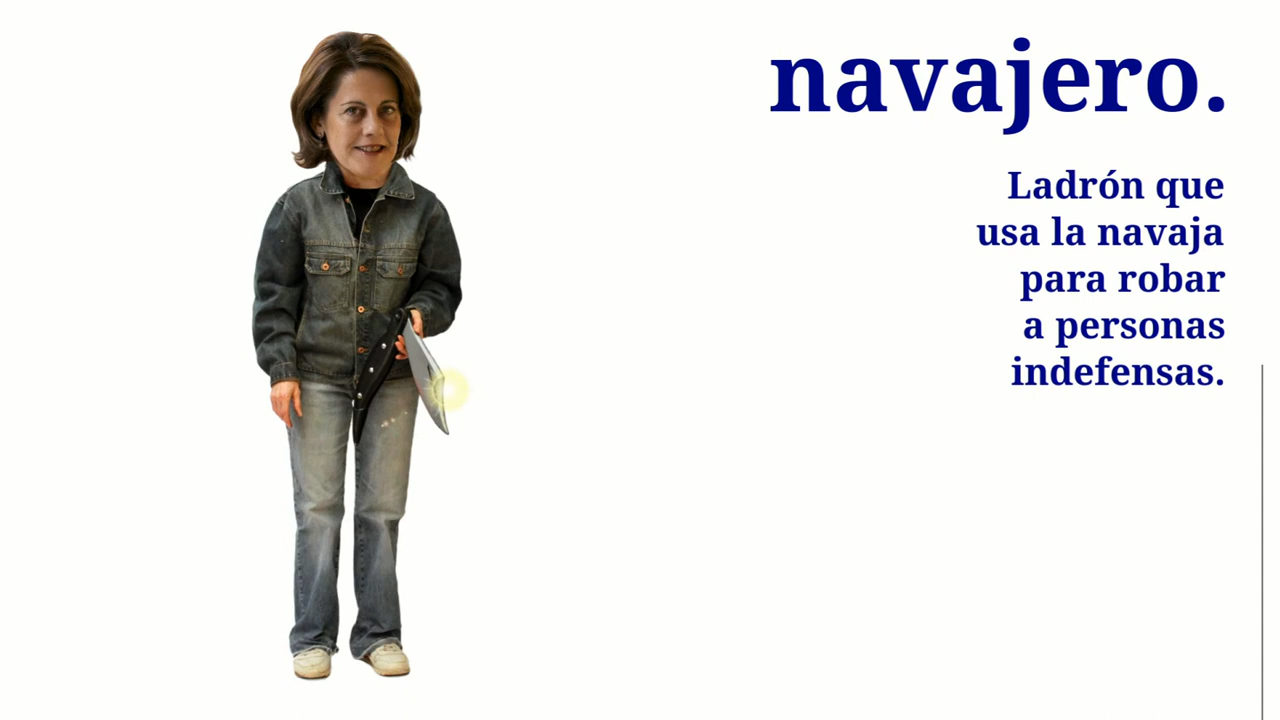 navajero.
Ladrón que
usa la navaja
para robar
a personas
indefensas.